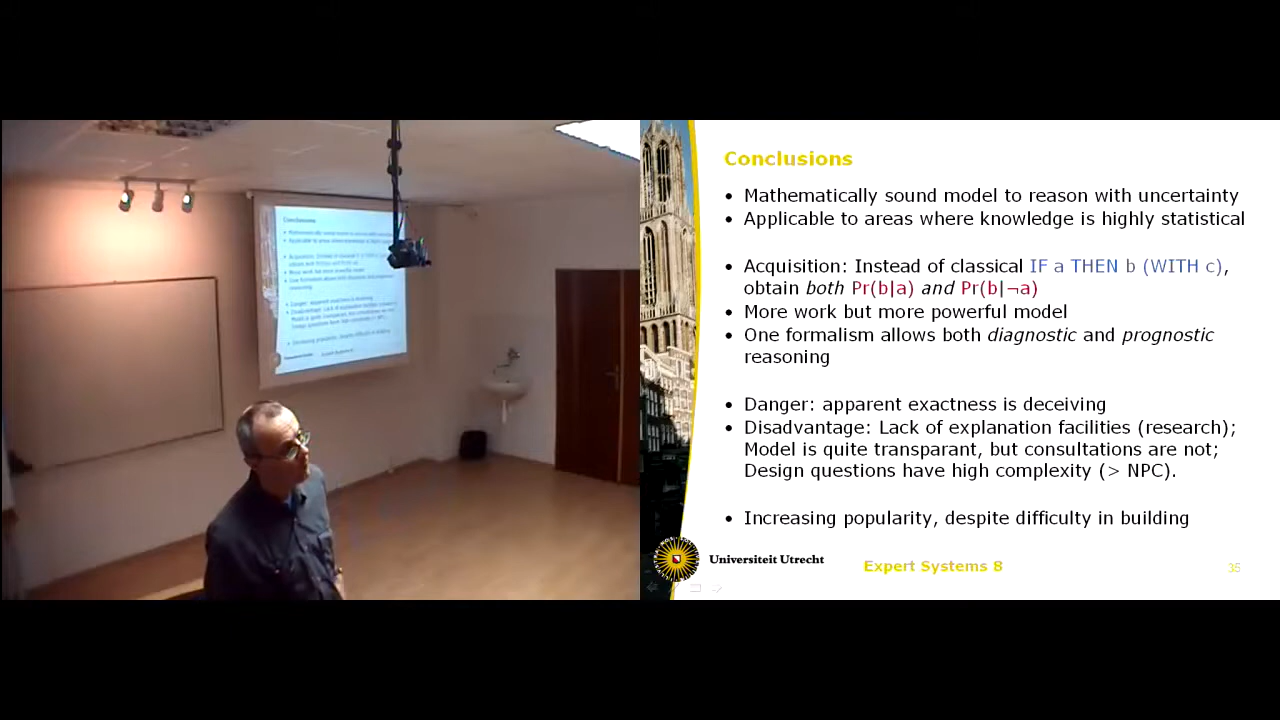 Conclusions
• Mathematically sound model to reason with uncertainty
• Applicable to areas where knowledge is highly statistical
• Acquisition: Instead of classical IF a THEN b (WITH c),
obtain both Pr(b|a) and Pr(b|¬a)
• More work but more powerful model
• One formalism allows both diagnostic and prognostic
reasoning
• Danger: apparent exactness is deceiving
• Disadvantage: Lack of explanation facilities (research);
Model is quite transparant, but consultations are not;
Design questions have high complexity (> NPC).
• Increasing popularity, despite difficulty in building
Universiteit Utrecht
Expert Systems 8
35